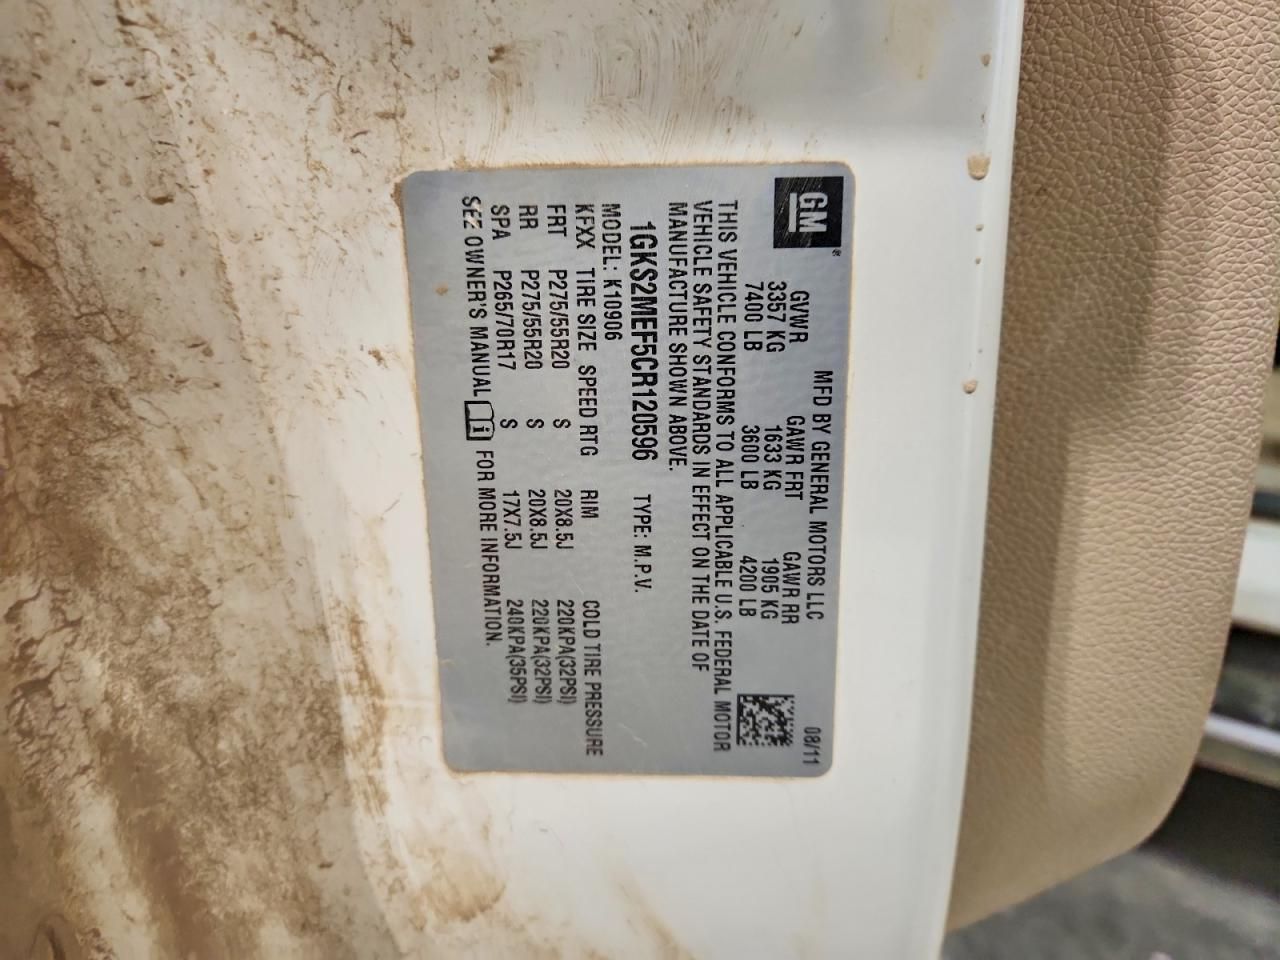 GM
MFD BY GENERAL MOTORS LLC 08/11
GVWR GAWR FRT GAWR RR
3357 KG 1633 KG 1905 KG
7400 LB 3600 LB 4200 LB
THIS VEHICLE CONFORMS TO ALL APPLICABLE U.S. FEDERAL MOTOR
VEHICLE SAFETY STANDARDS IN EFFECT ON THE DATE OF
MANUFACTURE SHOWN ABOVE.
1GKS2MEF5CR120596 TYPE: M.P.V.
MODEL: K10906
KFXX TIRE SIZE SPEED RTG RIM COLD TIRE PRESSURE
FRT P275/55R20 S 20X8.5J 220KPA(32PSI)
RR P275/55R20 S 20X8.5J 220KPA(32PSI)
SPA P265/70R17 S 17X7.5J 240KPA(35PSI)
SEE OWNER'S MANUAL i FOR MORE INFORMATION.